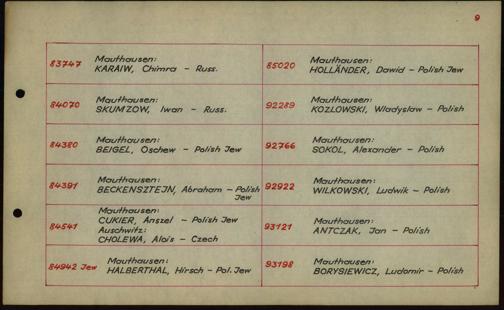 9
83747 Mauthausen:
KARAIW, Chimra - Russ.
84070 Mauthausen:
SKUMZOW, Iwan - Russ.
84380 Mauthausen:
BEIGEL, Oschew - Polish Jew
84391 Mauthausen:
BECKENSZTEJN, Abraham - Polish
Jew
84541 Mauthausen:
CUKIER, Anszel - Polish Jew
Auschwitz:
CHOLEWA, Alois - Czech
84942 Jew Mauthausen:
HALBERTHAL, Hirsch - Pol. Jew
85020 Mauthausen:
HOLLÄNDER, Dawid - Polish Jew
92289 Mauthausen:
KOZLOWSKI, Wladyslaw - Polish
92766 Mauthausen:
SOKOL, Alexander - Polish
92922 Mauthausen:
WILKOWSKI, Ludwik - Polish
93121 Mauthausen:
ANTCZAK, Jan - Polish
93198 Mauthausen:
BORYSIEWICZ, Ludomir - Polish